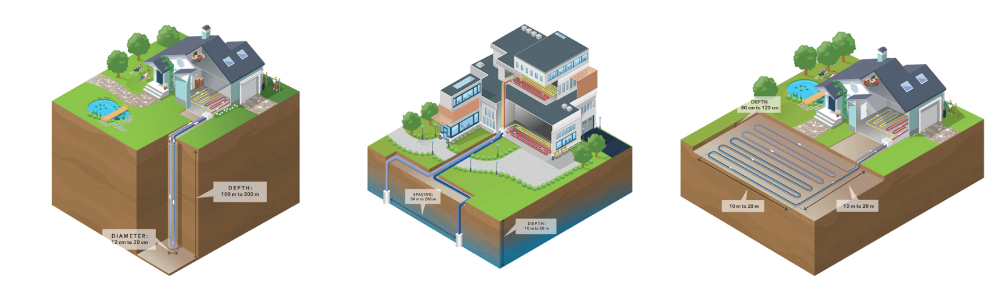 DEPTH:
100 m to 300 m
DIAMETER:
12 cm to 20 cm
SPACING:
50 m to 200 m
DEPTH:
10 m to 50 m
DEPTH:
80 cm to 120 cm
10 m to 20 m
10 m to 20 m